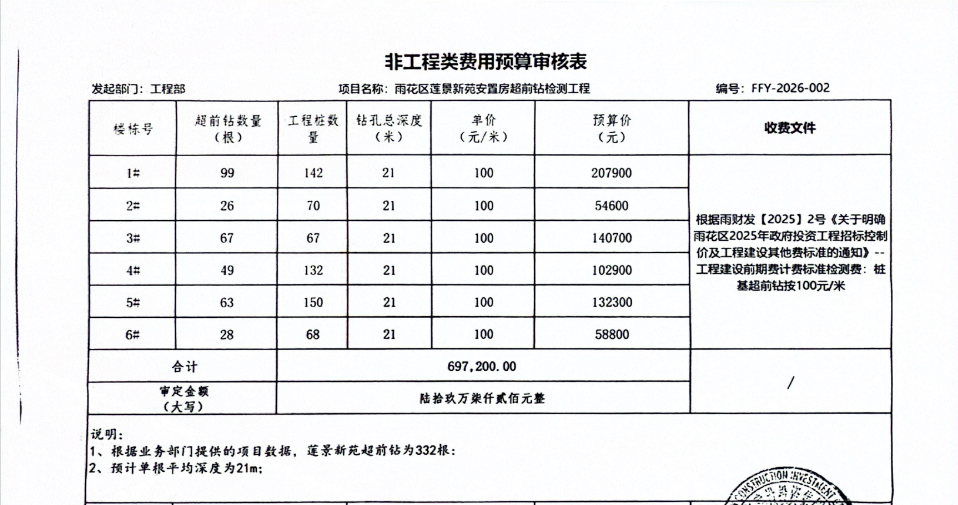 非工程类费用预算审核表
发起部门：工程部 项目名称：雨花区莲景新苑安置房超前钻检测工程 编号：FFY-2026-002
楼栋号 超前钻数量（根） 工程桩数量 钻孔总深度（米） 单价（元/米） 预算价（元） 收费文件
1# 99 142 21 100 207900
2# 26 70 21 100 54600
3# 67 67 21 100 140700
4# 49 132 21 100 102900
5# 63 150 21 100 132300
6# 28 68 21 100 58800
根据雨财发【2025】2号《关于明确
雨花区2025年政府投资工程招标控制
价及工程建设其他费标准的通知》--
工程建设前期费计费标准检测费：桩
基超前钻按100元/米
合计 697,200.00 /
审定金额（大写） 陆拾玖万柒仟贰佰元整
说明：
1、根据业务部门提供的项目数据，莲景新苑超前钻为332根：
2、预计单根平均深度为21m；
CONSTRUCTION INVESTMENT